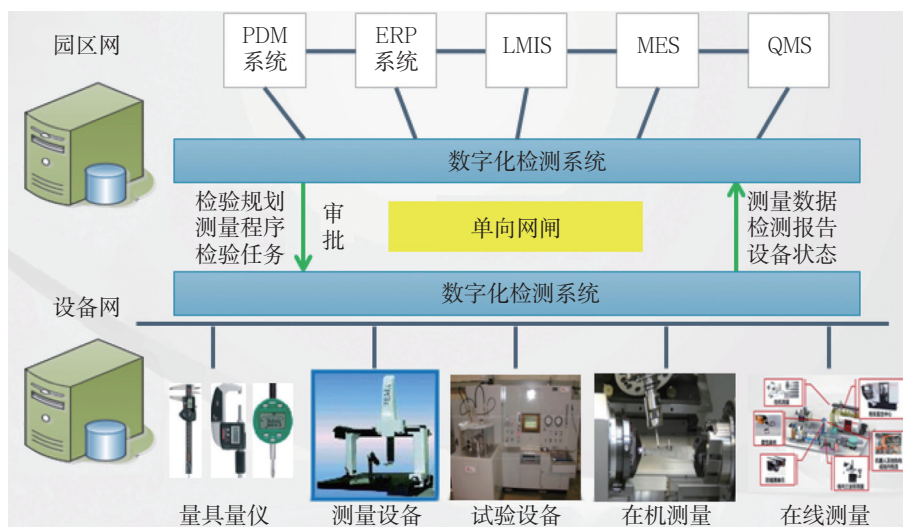 园区网
PDM
系统
ERP
系统
LMIS
MES
QMS
数字化检测系统
检验规划
测量程序
检验任务
审
批
单向网闸
测量数据
检测报告
设备状态
数字化检测系统
设备网
量具量仪
测量设备
试验设备
在机测量
在线测量